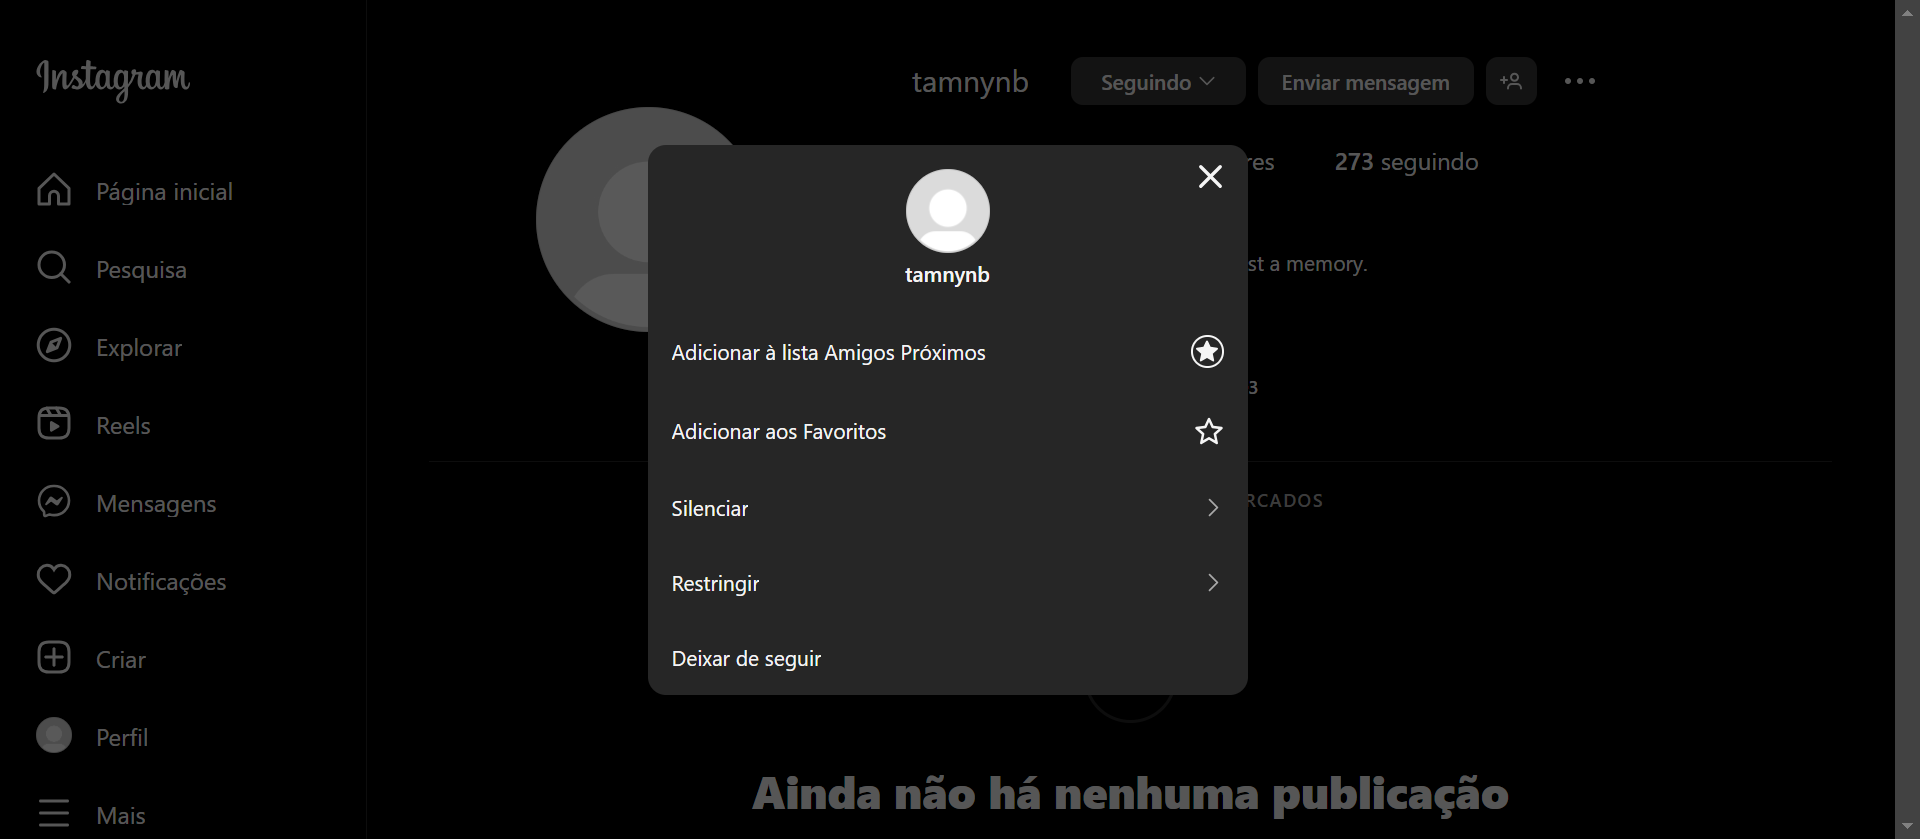 Instagram
Página inicial
Pesquisa
Explorar
Reels
Mensagens
Notificações
Criar
Perfil
Mais
tamnynb
Seguindo
Enviar mensagem
res
273 seguindo
st a memory.
3
RCADOS
tamnynb
Adicionar à lista Amigos Próximos
Adicionar aos Favoritos
Silenciar
Restringir
Deixar de seguir
Ainda não há nenhuma publicação